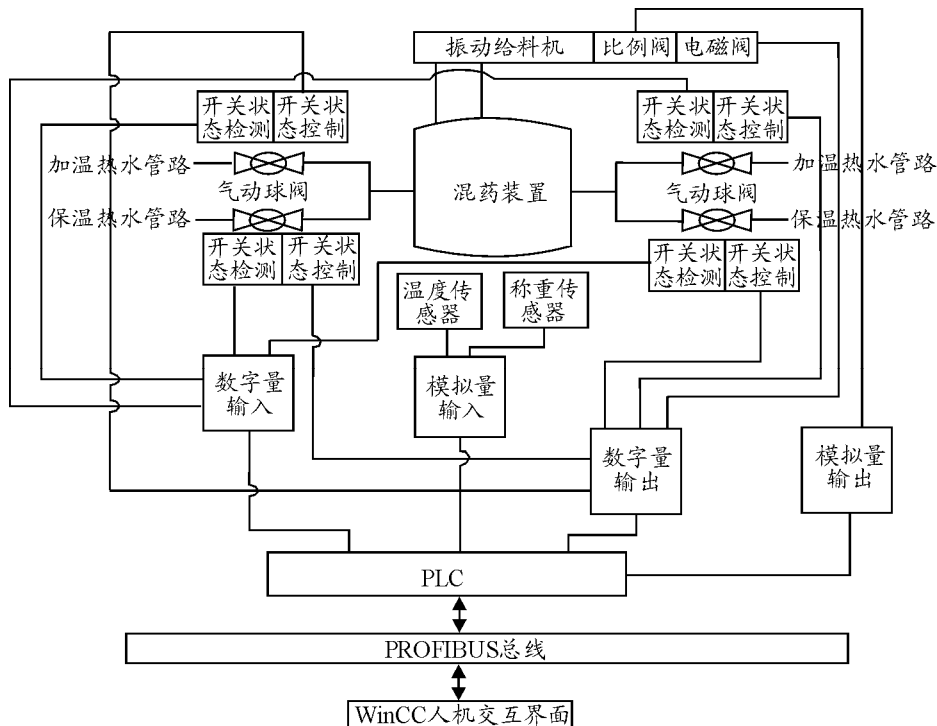 振动给料机 比例阀 电磁阀
开关状 开关状
态检测 态控制
开关状 开关状
态检测 态控制
加温热水管路
加温热水管路
气动球阀
混药装置
气动球阀
保温热水管路
保温热水管路
开关状 开关状
态检测 态控制
开关状 开关状
态检测 态控制
温度传
感器
称重传
感器
数字量
输入
模拟量
输入
数字量
输出
模拟量
输出
PLC
PROFIBUS总线
WinCC人机交互界面